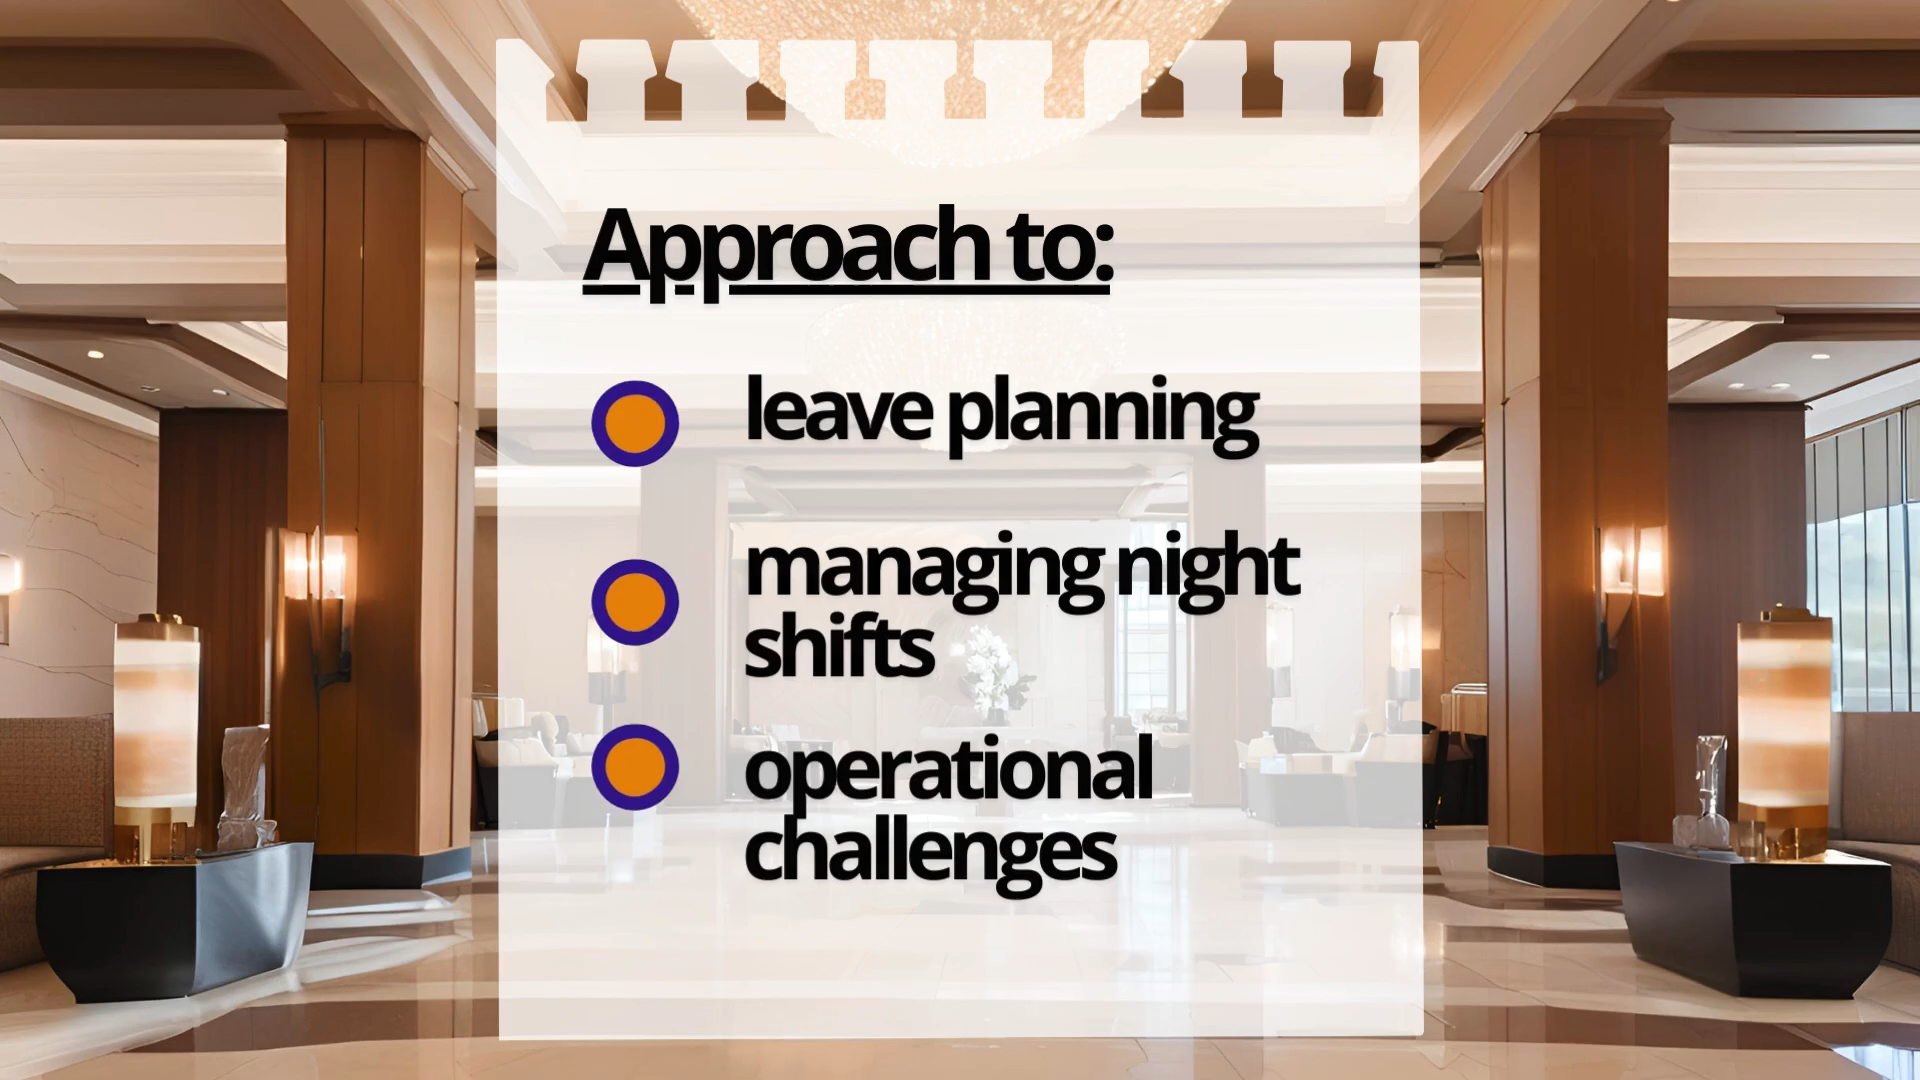 Approach to:
leave planning
managing night
shifts
operational
challenges